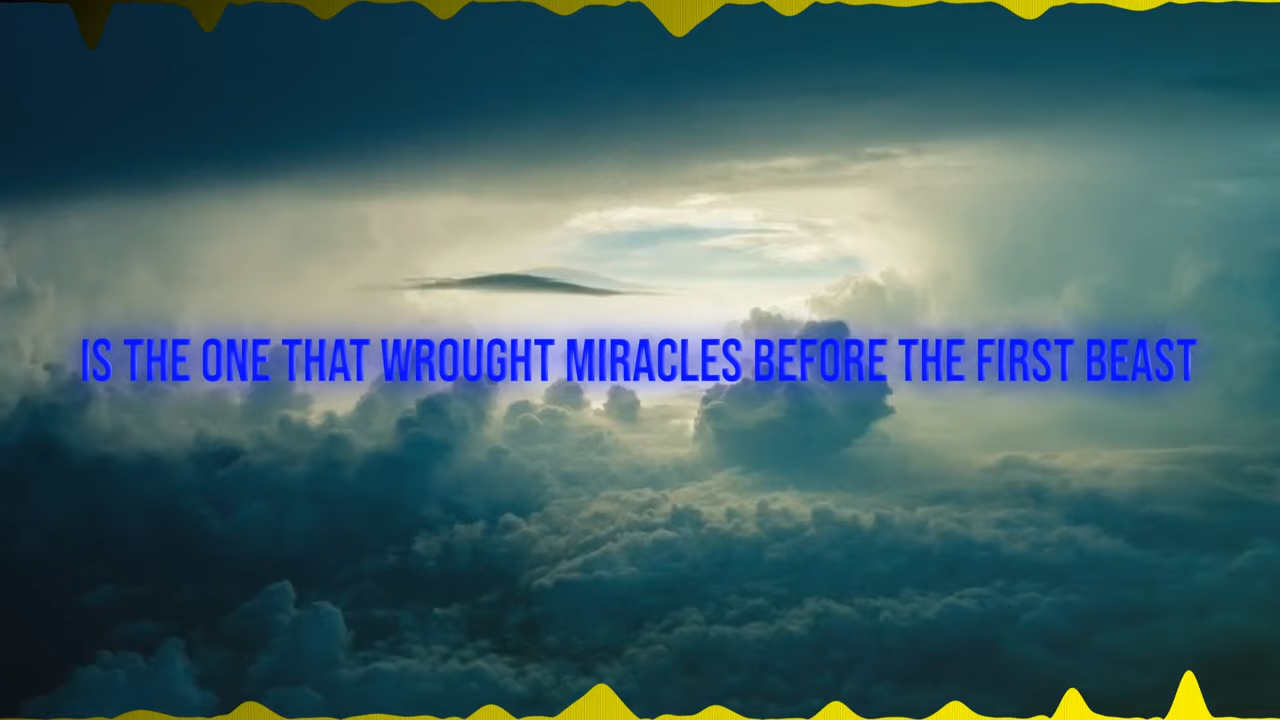 IS THE ONE THAT WROUGHT MIRACLES BEFORE THE FIRST BEAST